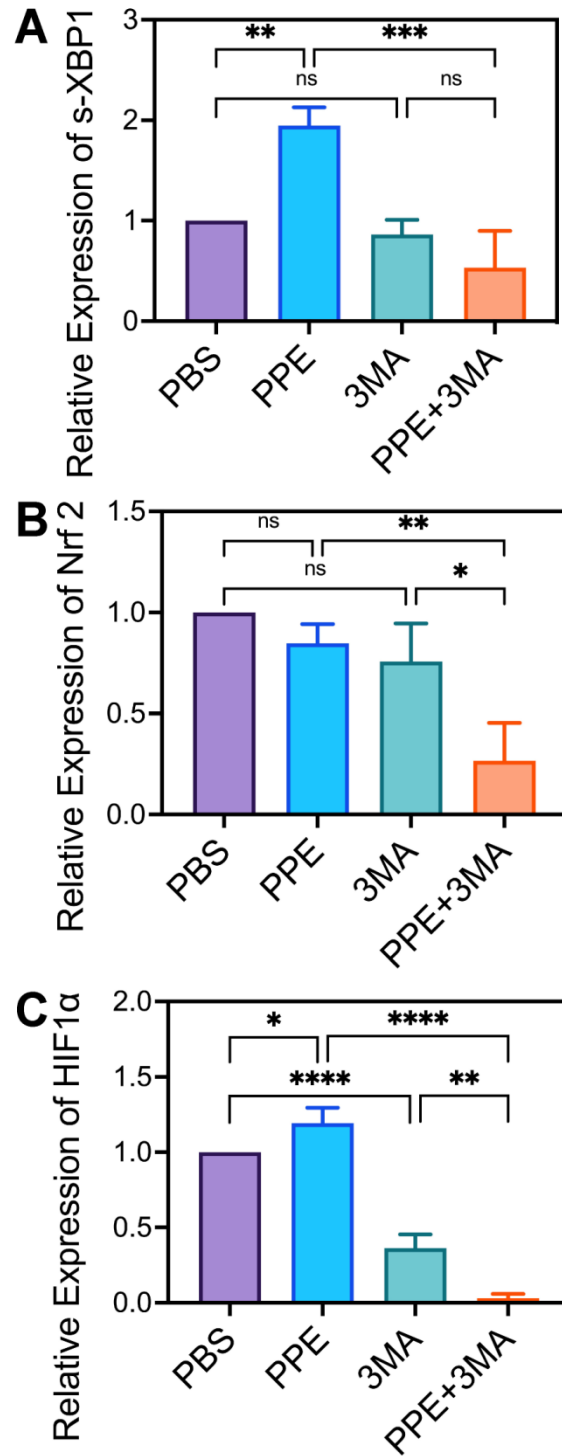 A
Relative Expression of s-XBP1
3
2
1
0
** ***
ns ns
PBS PPE 3MA PPE+3MA
B
Relative Expression of Nrf 2
1.5
1.0
0.5
0.0
ns **
ns *
PBS PPE 3MA PPE+3MA
C
Relative Expression of HIF1α
2.0
1.5
1.0
0.5
0.0
* ****
**** **
PBS PPE 3MA PPE+3MA